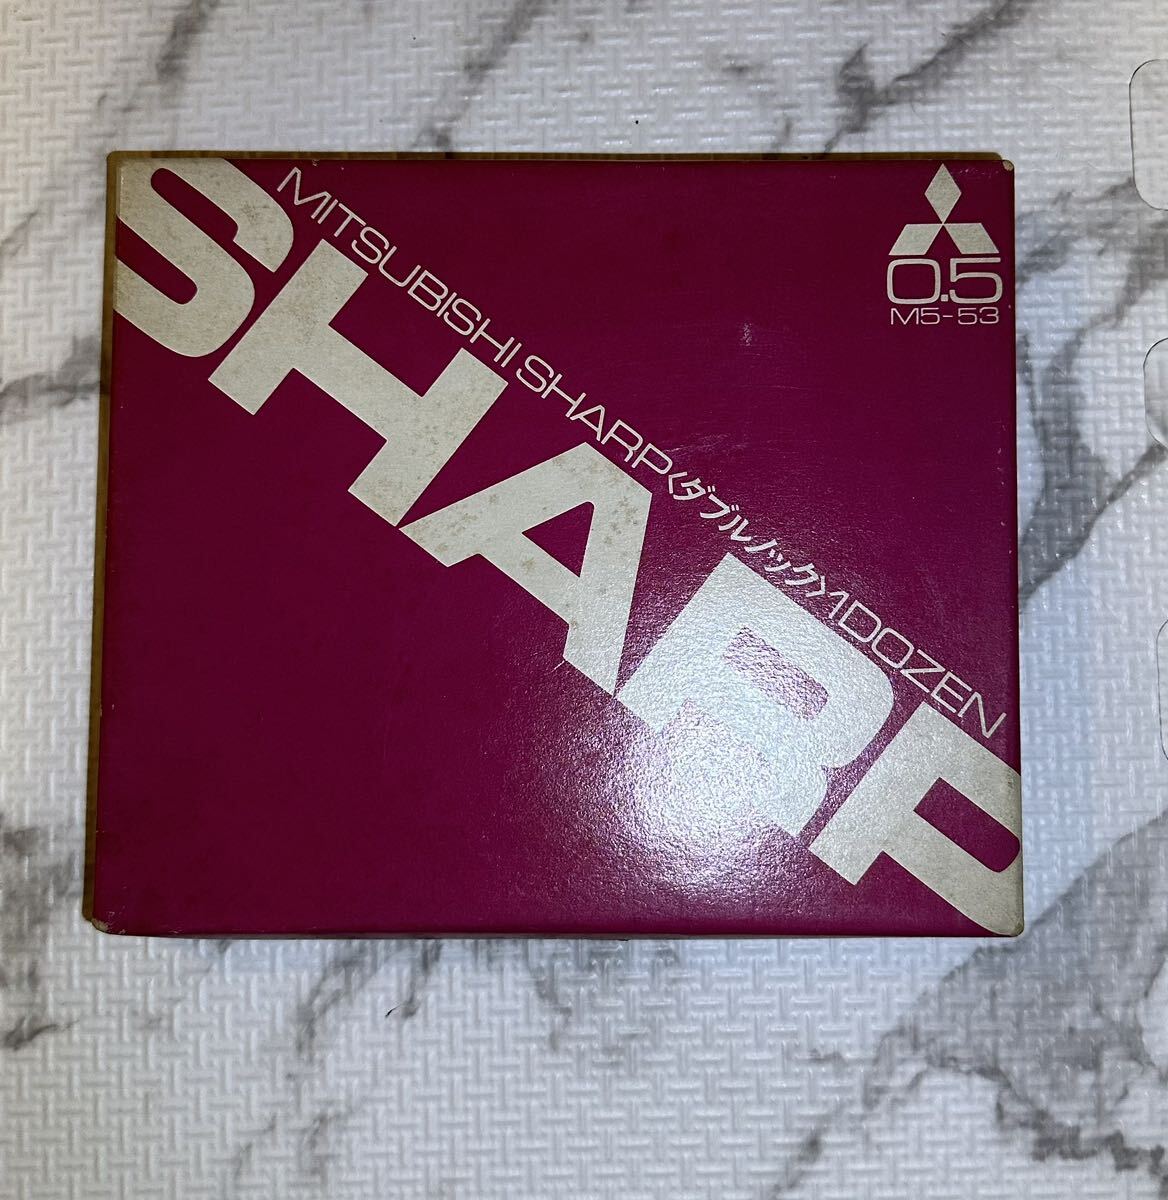 MITSUBISHI SHARP〈ダブルノック〉1DOZEN
SHARP
0.5
M5-53